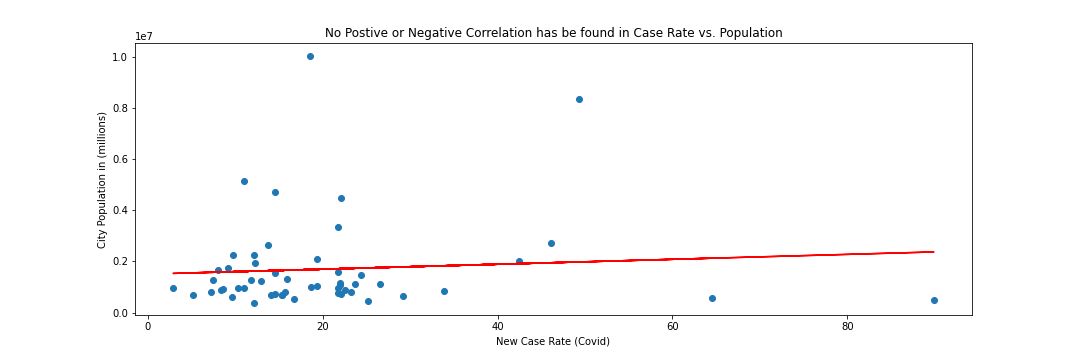 No Postive or Negative Correlation has be found in Case Rate vs. Population
1e7
1.0
0.8
0.6
0.4
0.2
0.0
City Population in (millions)
0 20 40 60 80
New Case Rate (Covid)